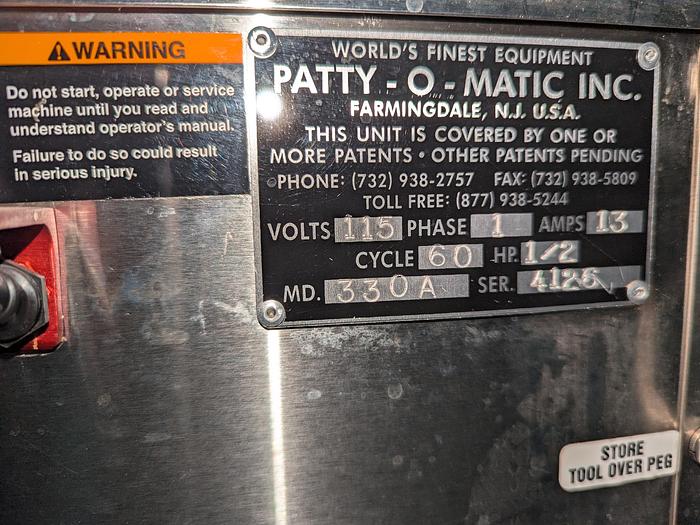 WARNING
Do not start, operate or service
machine until you read and
understand operator's manual.
Failure to do so could result
in serious injury.
WORLD'S FINEST EQUIPMENT
PATTY-O-MATIC INC.
FARMINGDALE, N.J. U.S.A.
THIS UNIT IS COVERED BY ONE OR
MORE PATENTS • OTHER PATENTS PENDING
PHONE: (732) 938-2757 FAX: (732) 938-5809
TOLL FREE: (877) 938-5244
VOLTS 115 PHASE 1 AMPS 13
CYCLE 60 HP. 1/2
MD. 330A SER. 4126
STORE
TOOL OVER PEG